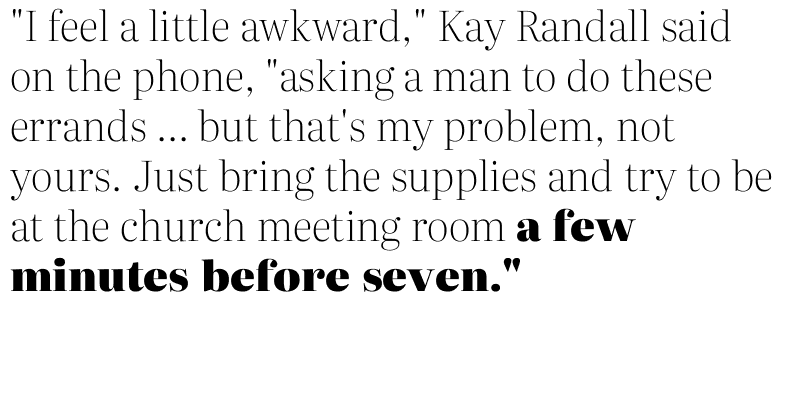 "I feel a little awkward," Kay Randall said
on the phone, "asking a man to do these
errands ... but that's my problem, not
yours. Just bring the supplies and try to be
at the church meeting room a few
minutes before seven."